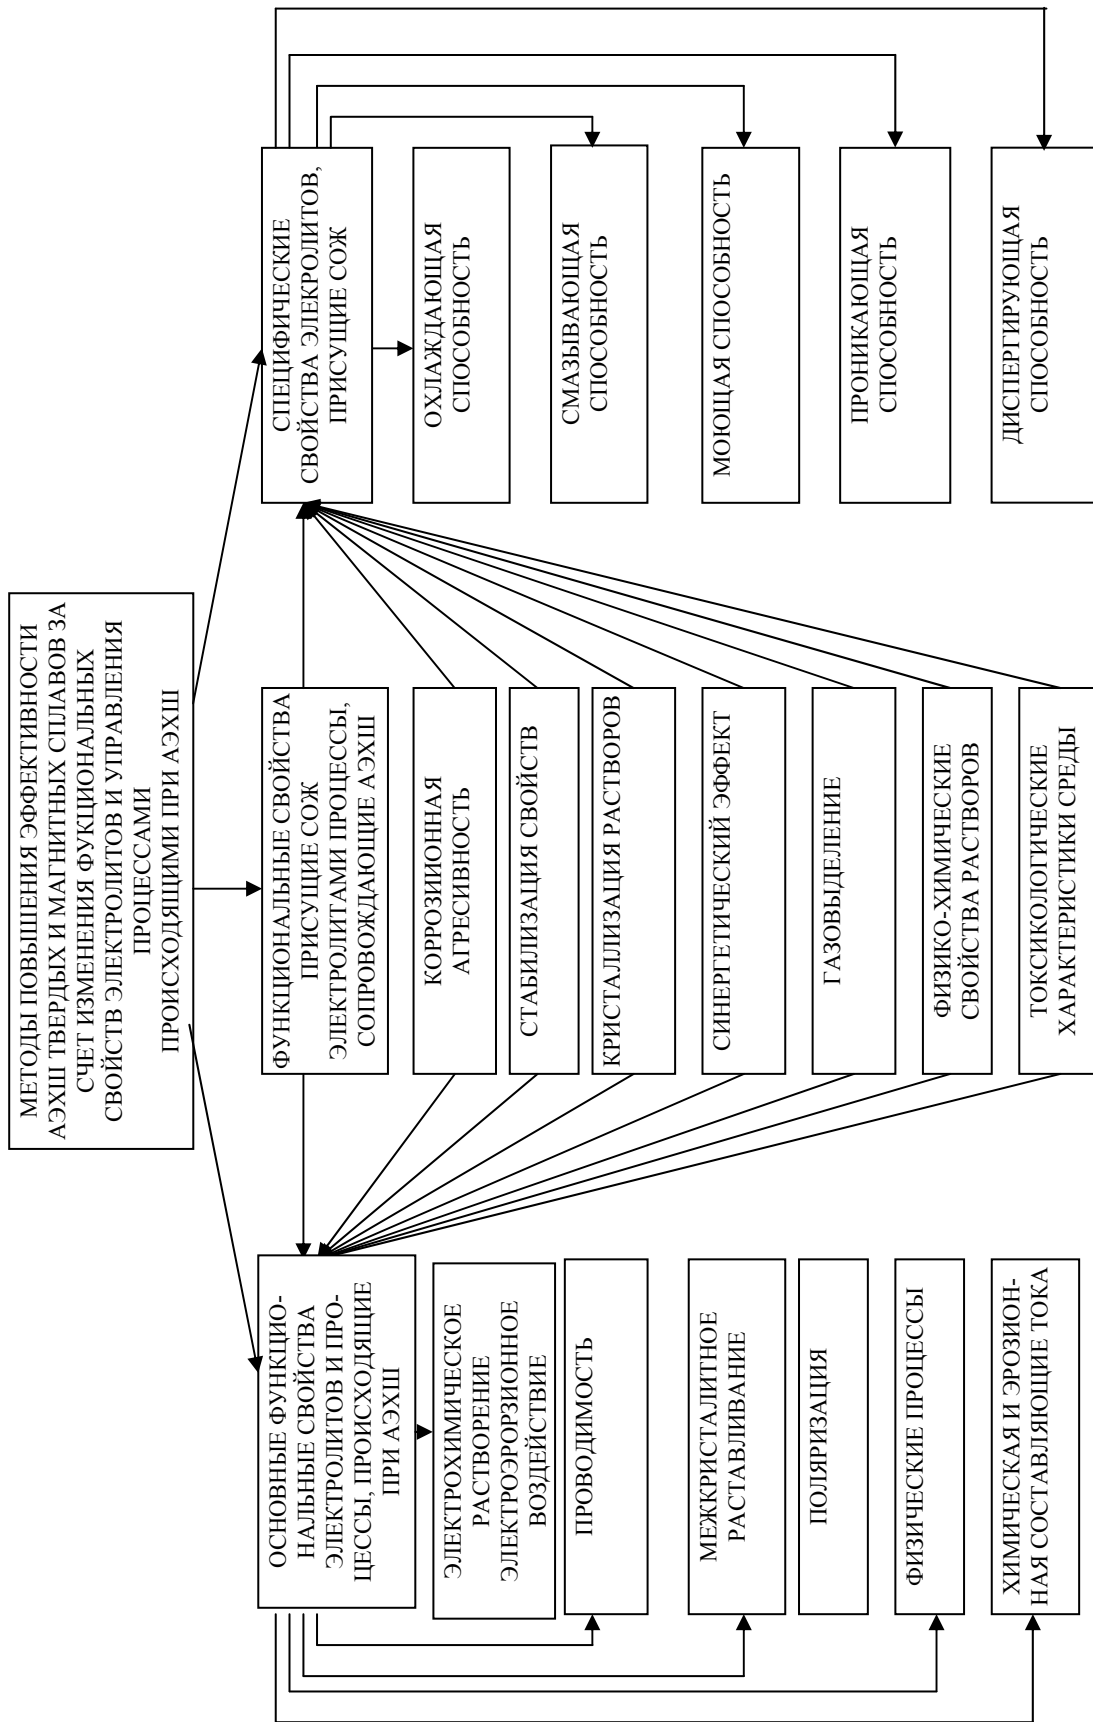 МЕТОДЫ ПОВЫШЕНИЯ ЭФФЕКТИВНОСТИ
АЭХШ ТВЕРДЫХ И МАГНИТНЫХ СПЛАВОВ ЗА
СЧЕТ ИЗМЕНЕНИЯ ФУКЦИОНАЛЬНЫХ
СВОЙСТВ ЭЛЕКТРОЛИТОВ И УПРАВЛЕНИЯ
ПРОЦЕССАМИ
ПРОИСХОДЯЩИМИ ПРИ АЭХШ
ОСНОВНЫЕ ФУНКЦИО-
НАЛЬНЫЕ СВОЙСТВА
ЭЛЕКТРОЛИТОВ И ПРО-
ЦЕССЫ, ПРОИСХОДЯЩИЕ
ПРИ АЭХШ
ЭЛЕКТРОХИМИЧЕСКОЕ
РАСТВОРЕНИЕ
ЭЛЕКТРОЭРОРЗИОННОЕ
ВОЗДЕЙСТВИЕ
ПРОВОДИМОСТЬ
МЕЖКРИСТАЛИТНОЕ
РАСТАВЛИВАНИЕ
ПОЛЯРИЗАЦИЯ
ФИЗИЧЕСКИЕ ПРОЦЕССЫ
ХИМИЧЕСКАЯ И ЭРОЗИОН-
НАЯ СОСТАВЛЯЮЩИЕ ТОКА
ФУНКЦИОНАЛЬНЫЕ СВОЙСТВА
ПРИСУЩИЕ СОЖ
ЭЛЕКТРОЛИТАМИ ПРОЦЕССЫ,
СОПРОВОЖДАЮЩИЕ АЭХШ
КОРРОЗИОННАЯ
АГРЕСИВНОСТЬ
СТАБИЛИЗАЦИЯ СВОЙСТВ
КРИСТАЛЛИЗАЦИЯ РАСТВОРОВ
СИНЕРГЕТИЧЕСКИЙ ЭФФЕКТ
ГАЗОВЫДЕЛЕНИЕ
ФИЗИКО-ХИМИЧЕСКИЕ
СВОЙСТВА РАСТВОРОВ
ТОКСИКОЛОГИЧЕСКИЕ
ХАРАКТЕРИСТИКИ СРЕДЫ
СПЕЦИФИЧЕСКИЕ
СВОЙСТВА ЭЛЕКРОЛИТОВ,
ПРИСУЩИЕ СОЖ
ОХЛАЖДАЮЩАЯ
СПОСОБНОСТЬ
СМАЗЫВАЮЩАЯ
СПОСОБНОСТЬ
МОЮЩАЯ СПОСОБНОСТЬ
ПРОНИКАЮЩАЯ
СПОСОБНОСТЬ
ДИСПЕРГИРУЮЩАЯ
СПОСОБНОСТЬ